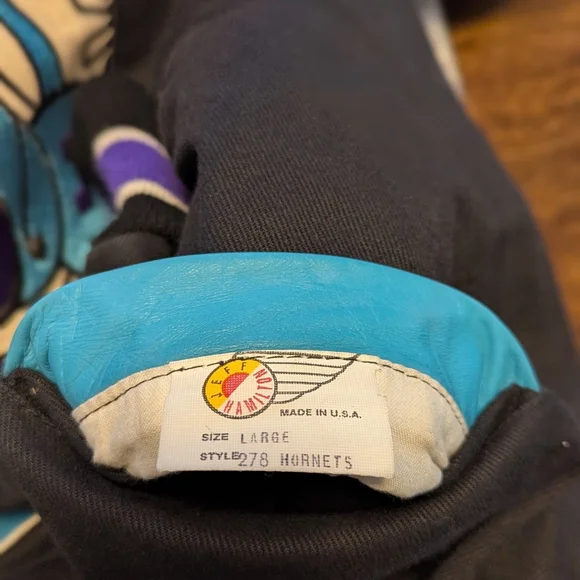 JEFF
HAMILTON
MADE IN U.S.A.
SIZE LARGE
STYLE 278 HORNETS